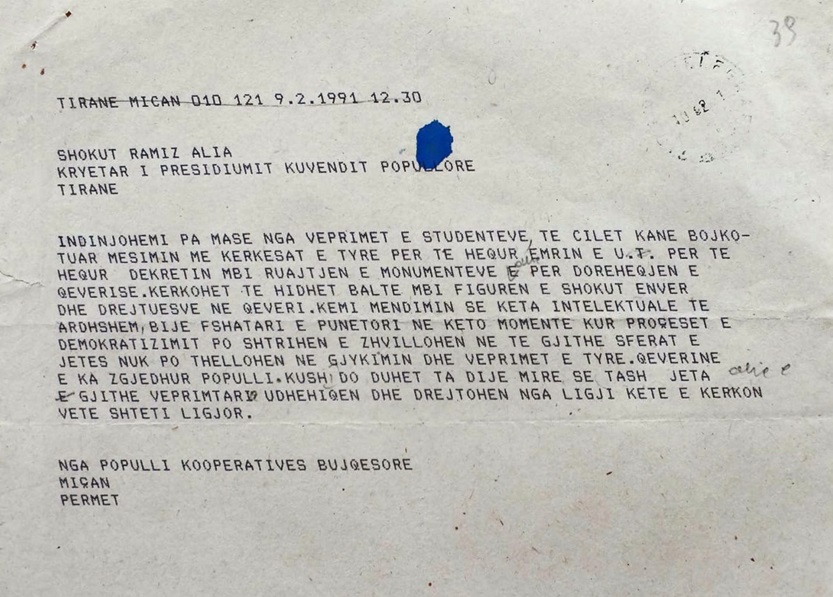 39
TIRANE MICAN 010 121 9.2.1991 12.30
SHOKUT RAMIZ ALIA
KRYETAR I PRESIDIUMIT KUVENDIT POPULLORE
TIRANE
INDINJOHEMI PA MASE NGA VEPRIMET E STUDENTEVE, TE CILET KANE BOJKO-
TUAR MESIMIN ME KERKESAT E TYRE PER TE HEQUR EMRIN E U.T. PER TE
HEQUR DEKRETIN MBI RUAJTJEN E MONUMENTEVE E PER DOREHEQJEN E
QEVERISE.KERKOHET TE HIDHET BALTE MBI FIGUREN E SHOKUT ENVER
DHE DREJTUESVE NE QEVERI.KEMI MENDIMIN SE KETA INTELEKTUALE TE
ARDHSHEM,BIJE FSHATARI E PUNETORI NE KETO MOMENTE KUR PROÇESET E
DEMOKRATIZIMIT PO SHTRIHEN E ZHVILLOHEN NE TE GJITHE SFERAT E
JETES NUK PO THELLOHEN NE GJYKIMIN DHE VEPRIMET E TYRE.QEVERINE
E KA ZGJEDHUR POPULLI.KUSH DO DUHET TA DIJE MIRE SE TASH JETA
E GJITHE VEPRIMTARI UDHEHIQEN DHE DREJTOHEN NGA LIGJI KETE E KERKON
VETE SHTETI LIGJOR.
NGA POPULLI KOOPERATIVES BUJQESORE
MIÇAN
PERMET